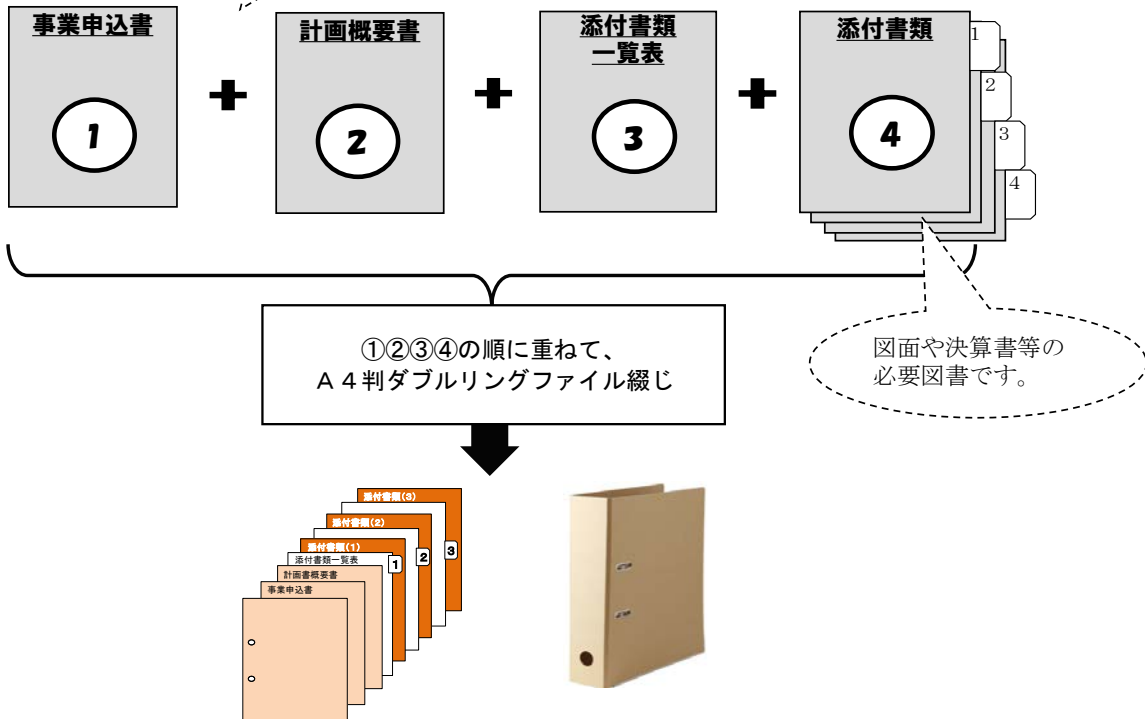 事業申込書
計画概要書
添付書類
一覧表
添付書類
1
2
3
4
1
2
3
4
①②③④の順に重ねて、
A4判ダブルリングファイル綴じ
図面や決算書等の
必要図書です。
添付書類(3)
添付書類(2)
添付書類(1)
添付書類一覧表
計画書概要書
事業申込書
1
2
3